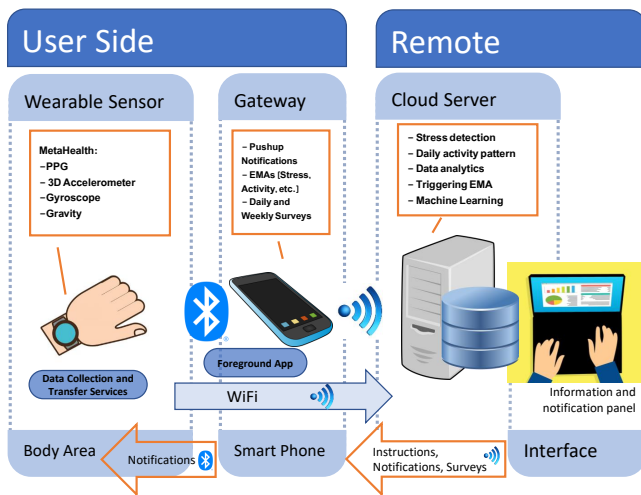 User Side
Remote
Wearable Sensor
Gateway
Cloud Server
MetaHealth:
–PPG
– 3D Accelerometer
–Gyroscope
–Gravity
– Pushup
Notifications
– EMAs [Stress,
Activity, etc.]
– Daily and
Weekly Surveys
– Stress detection
– Daily activity pattern
– Data analytics
– Triggering EMA
– Machine Learning
®
Data Collection and
Transfer Services
Foreground App
WiFi
Information and
notification panel
Body Area
Notifications
Smart Phone
Instructions,
Notifications, Surveys
Interface